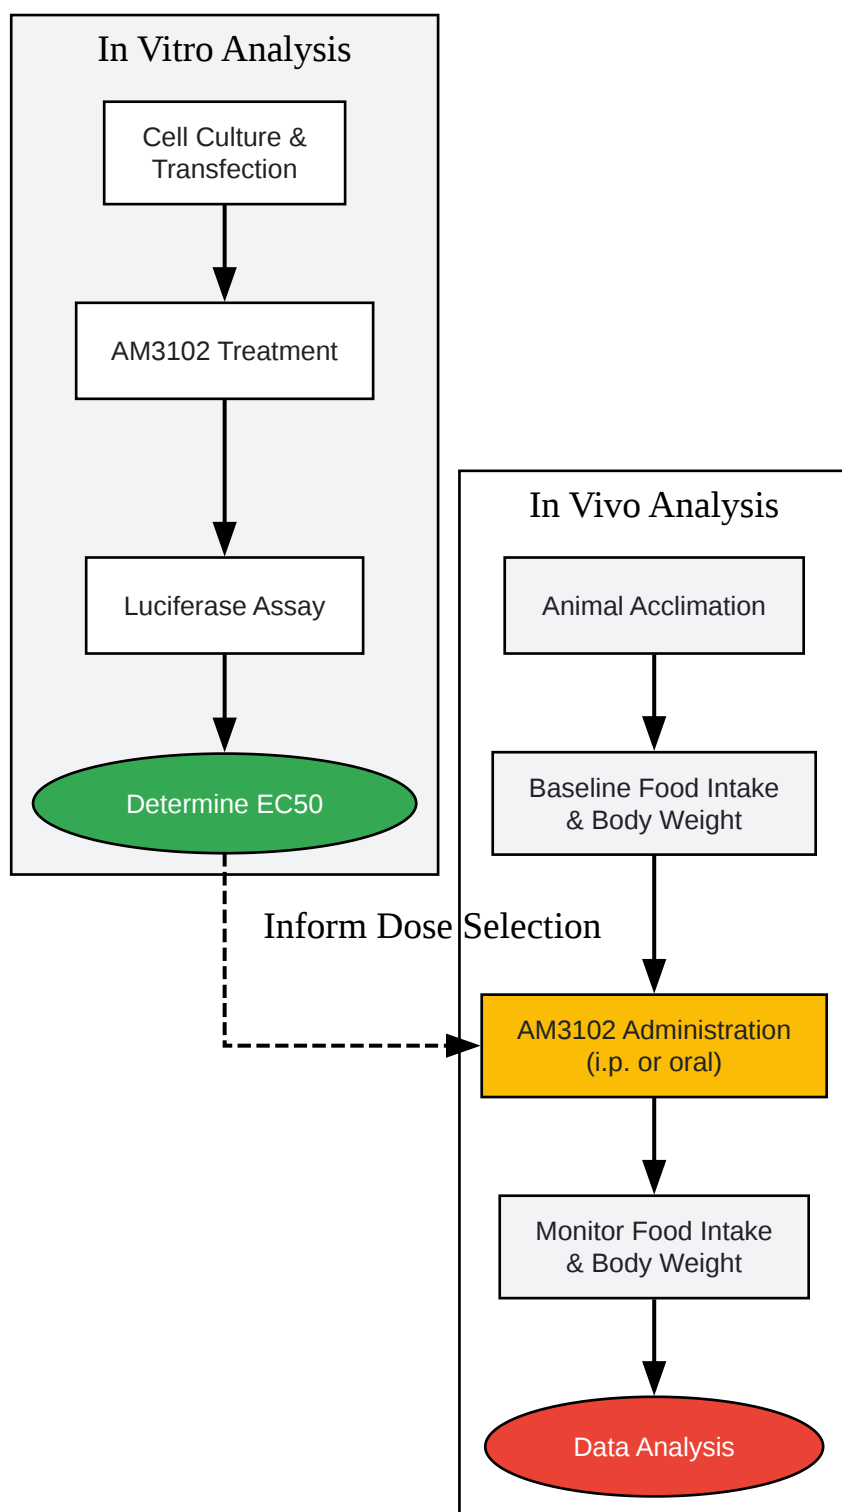 In Vitro Analysis
Cell Culture &
Transfection
AM3102 Treatment
Luciferase Assay
Determine EC50
Inform Dose Selection
In Vivo Analysis
Animal Acclimation
Baseline Food Intake
& Body Weight
AM3102 Administration
(i.p. or oral)
Monitor Food Intake
& Body Weight
Data Analysis